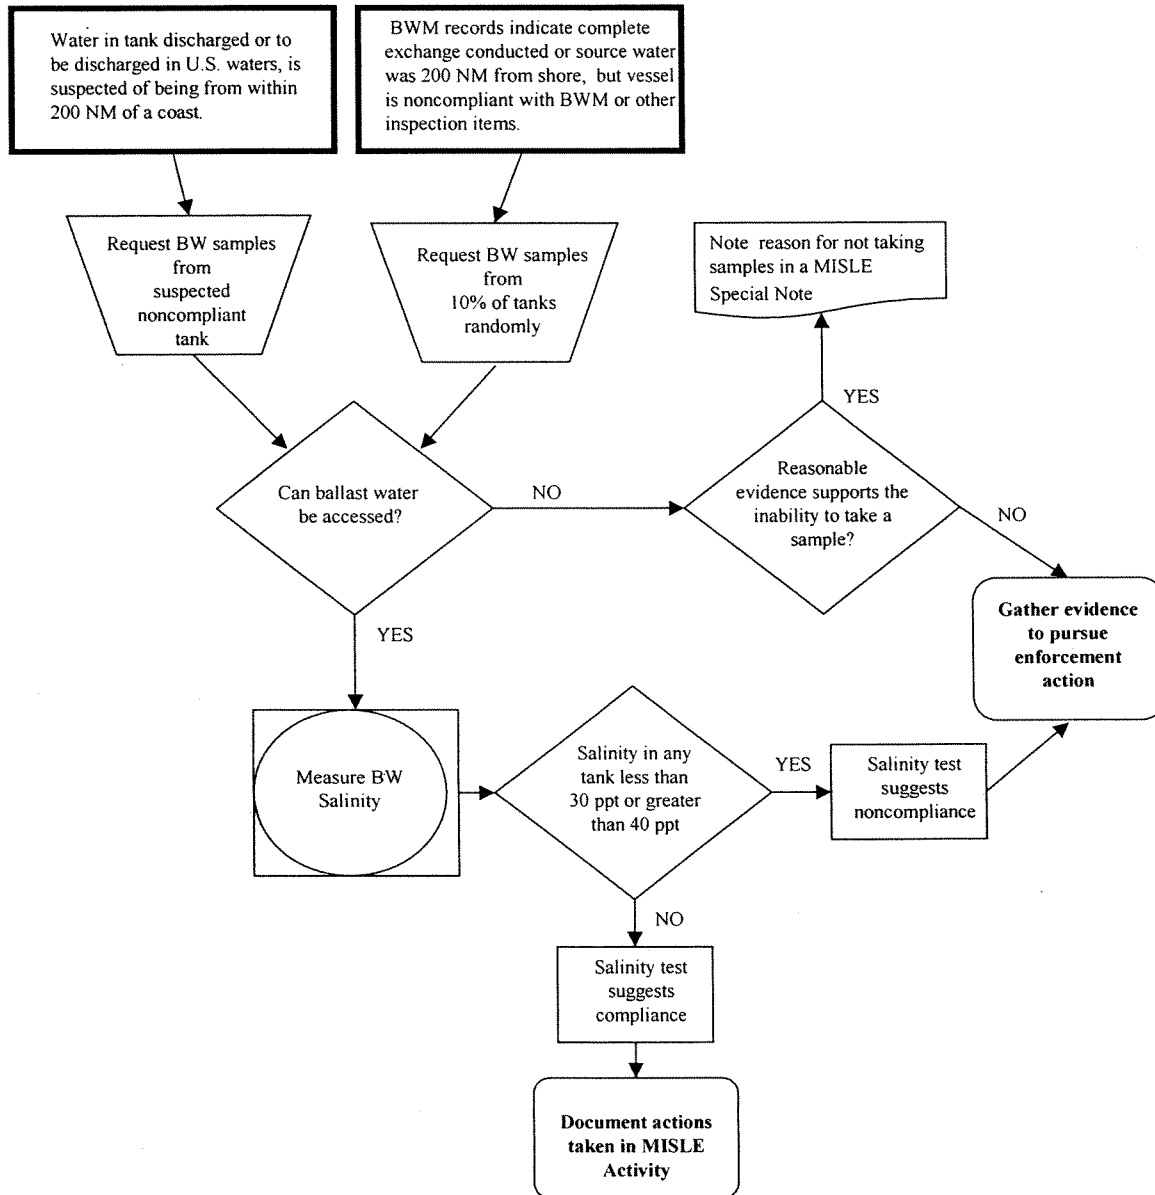 Water in tank discharged or to
be discharged in U.S. waters, is
suspected of being from within
200 NM of a coast.
BWM records indicate complete
exchange conducted or source water
was 200 NM from shore, but vessel
is noncompliant with BWM or other
inspection items.
Request BW samples
from
suspected
noncompliant
tank
Request BW samples
from
10% of tanks
randomly
Note reason for not taking
samples in a MISLE
Special Note
YES
Can ballast water
be accessed?
NO
Reasonable
evidence supports the
inability to take a
sample?
NO
Gather evidence
to pursue
enforcement
action
YES
Measure BW
Salinity
Salinity in any
tank less than
30 ppt or greater
than 40 ppt
YES
Salinity test
suggests
noncompliance
NO
Salinity test
suggests
compliance
Document actions
taken in MISLE
Activity